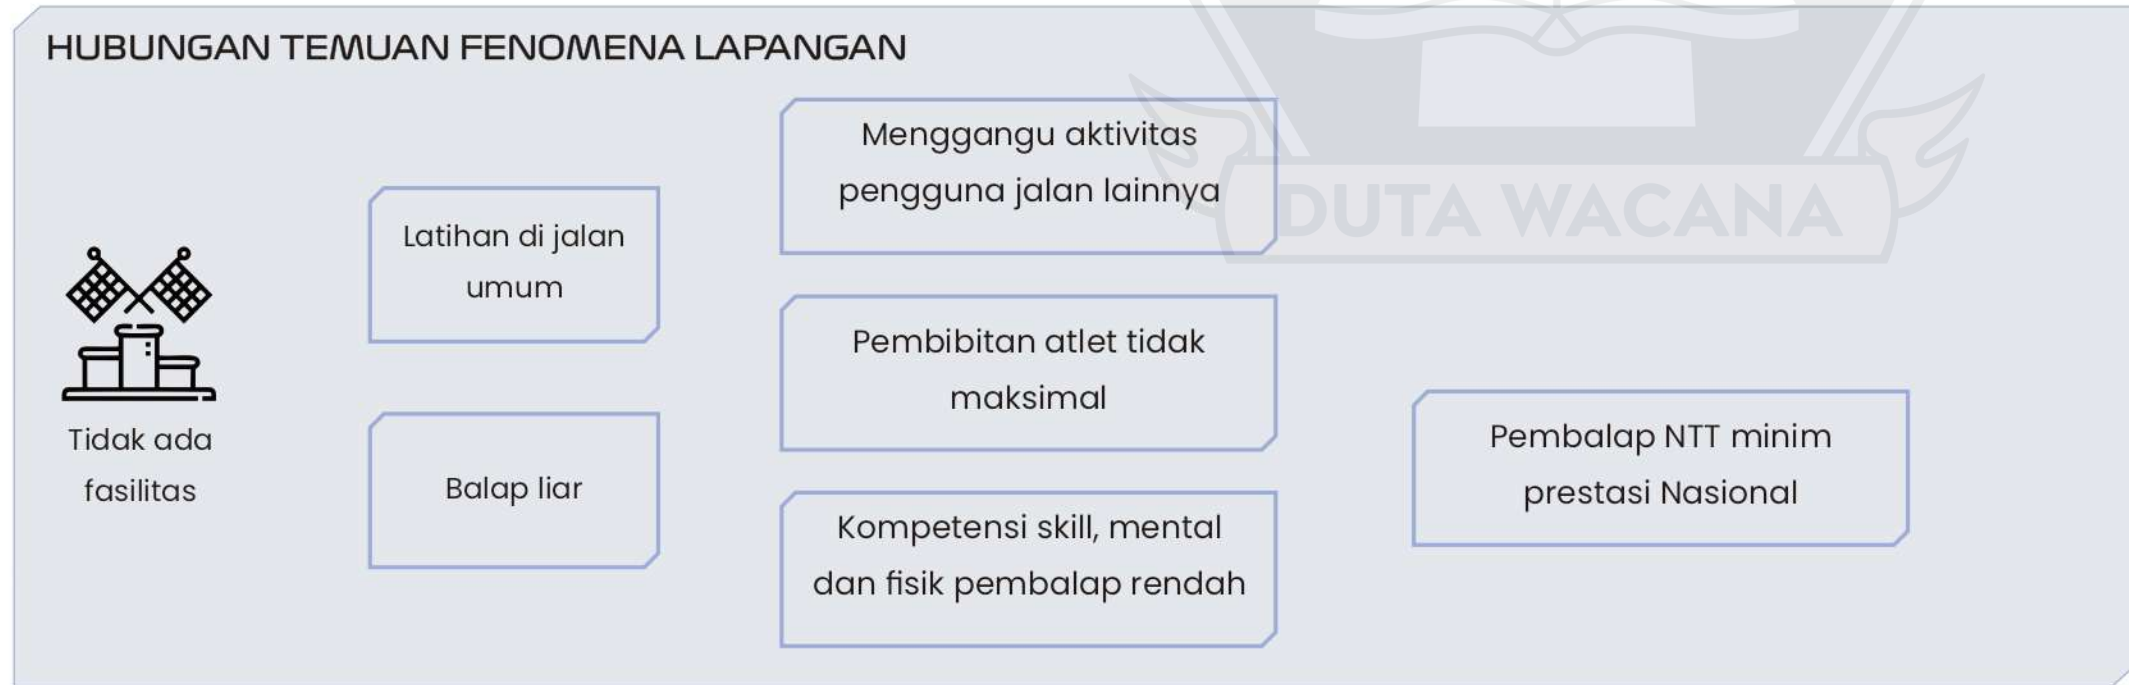 HUBUNGAN TEMUAN FENOMENA LAPANGAN
Tidak ada
fasilitas
Latihan di jalan
umum
Balap liar
Menggangu aktivitas
pengguna jalan lainnya
Pembibitan atlet tidak
maksimal
Kompetensi skill, mental
dan fisik pembalap rendah
Pembalap NTT minim
prestasi Nasional
DUTA WACANA